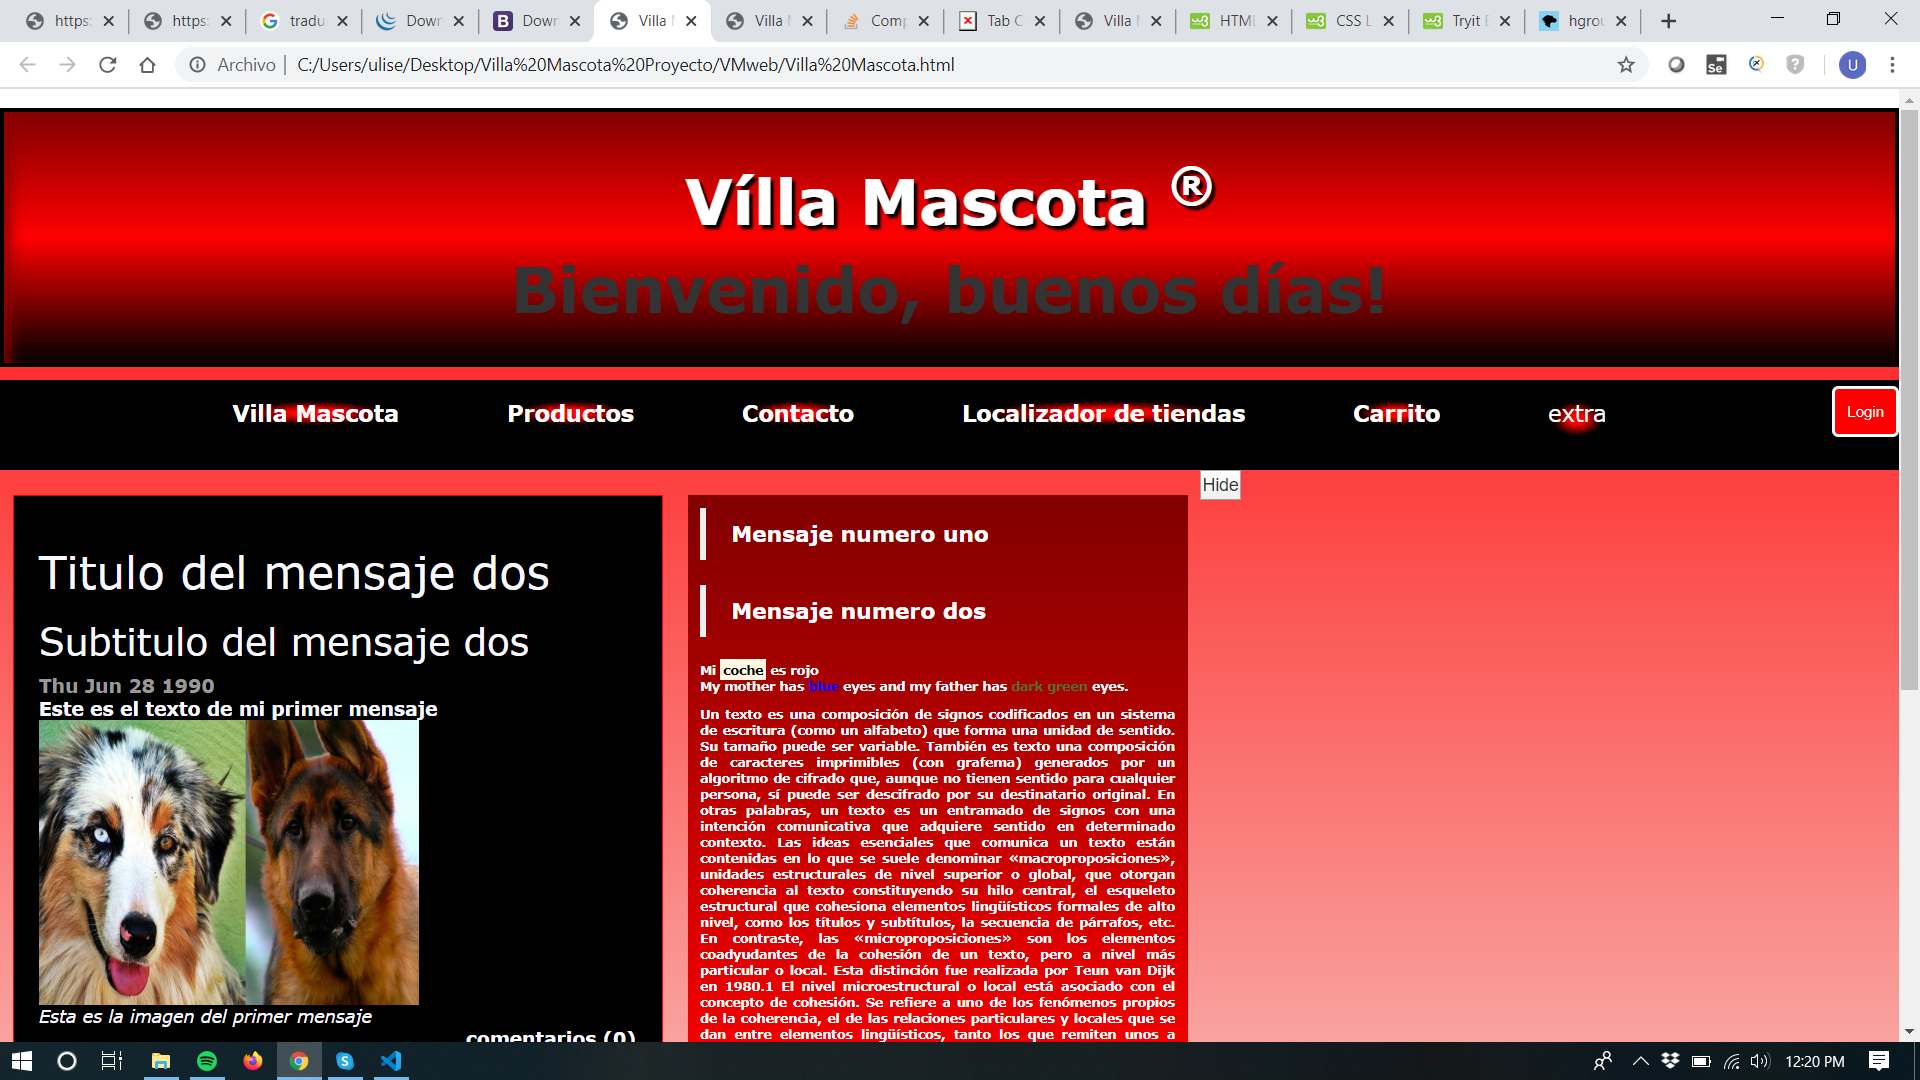 https:
https:
tradu
Down
Down
Villa
Villa
Comp
Tab C
Villa
HTML
CSS L
Tryit E
hgrou
Archivo | C:/Users/ulise/Desktop/Villa%20Mascota%20Proyecto/VMweb/Villa%20Mascota.html
Se
U
Vílla Mascota ®
Bienvenido, buenos días!
Villa Mascota Productos Contacto Localizador de tiendas Carrito extra Login
Hide
Titulo del mensaje dos
Subtitulo del mensaje dos
Thu Jun 28 1990
Este es el texto de mi primer mensaje
Esta es la imagen del primer mensaje
comentarios (0)
Mensaje numero uno
Mensaje numero dos
Mi coche es rojo
My mother has blue eyes and my father has dark green eyes.
Un texto es una composición de signos codificados en un sistema
de escritura (como un alfabeto) que forma una unidad de sentido.
Su tamaño puede ser variable. También es texto una composición
de caracteres imprimibles (con grafema) generados por un
algoritmo de cifrado que, aunque no tienen sentido para cualquier
persona, sí puede ser descifrado por su destinatario original. En
otras palabras, un texto es un entramado de signos con una
intención comunicativa que adquiere sentido en determinado
contexto. Las ideas esenciales que comunica un texto están
contenidas en lo que se suele denominar «macroproposiciones»,
unidades estructurales de nivel superior o global, que otorgan
coherencia al texto constituyendo su hilo central, el esqueleto
estructural que cohesiona elementos lingüísticos formales de alto
nivel, como los títulos y subtítulos, la secuencia de párrafos, etc.
En contraste, las «microproposiciones» son los elementos
coadyudantes de la cohesión de un texto, pero a nivel más
particular o local. Esta distinción fue realizada por Teun van Dijk
en 1980.1 El nivel microestructural o local está asociado con el
concepto de cohesión. Se refiere a uno de los fenómenos propios
de la coherencia, el de las relaciones particulares y locales que se
dan entre elementos lingüísticos, tanto los que remiten unos a
12:20 PM